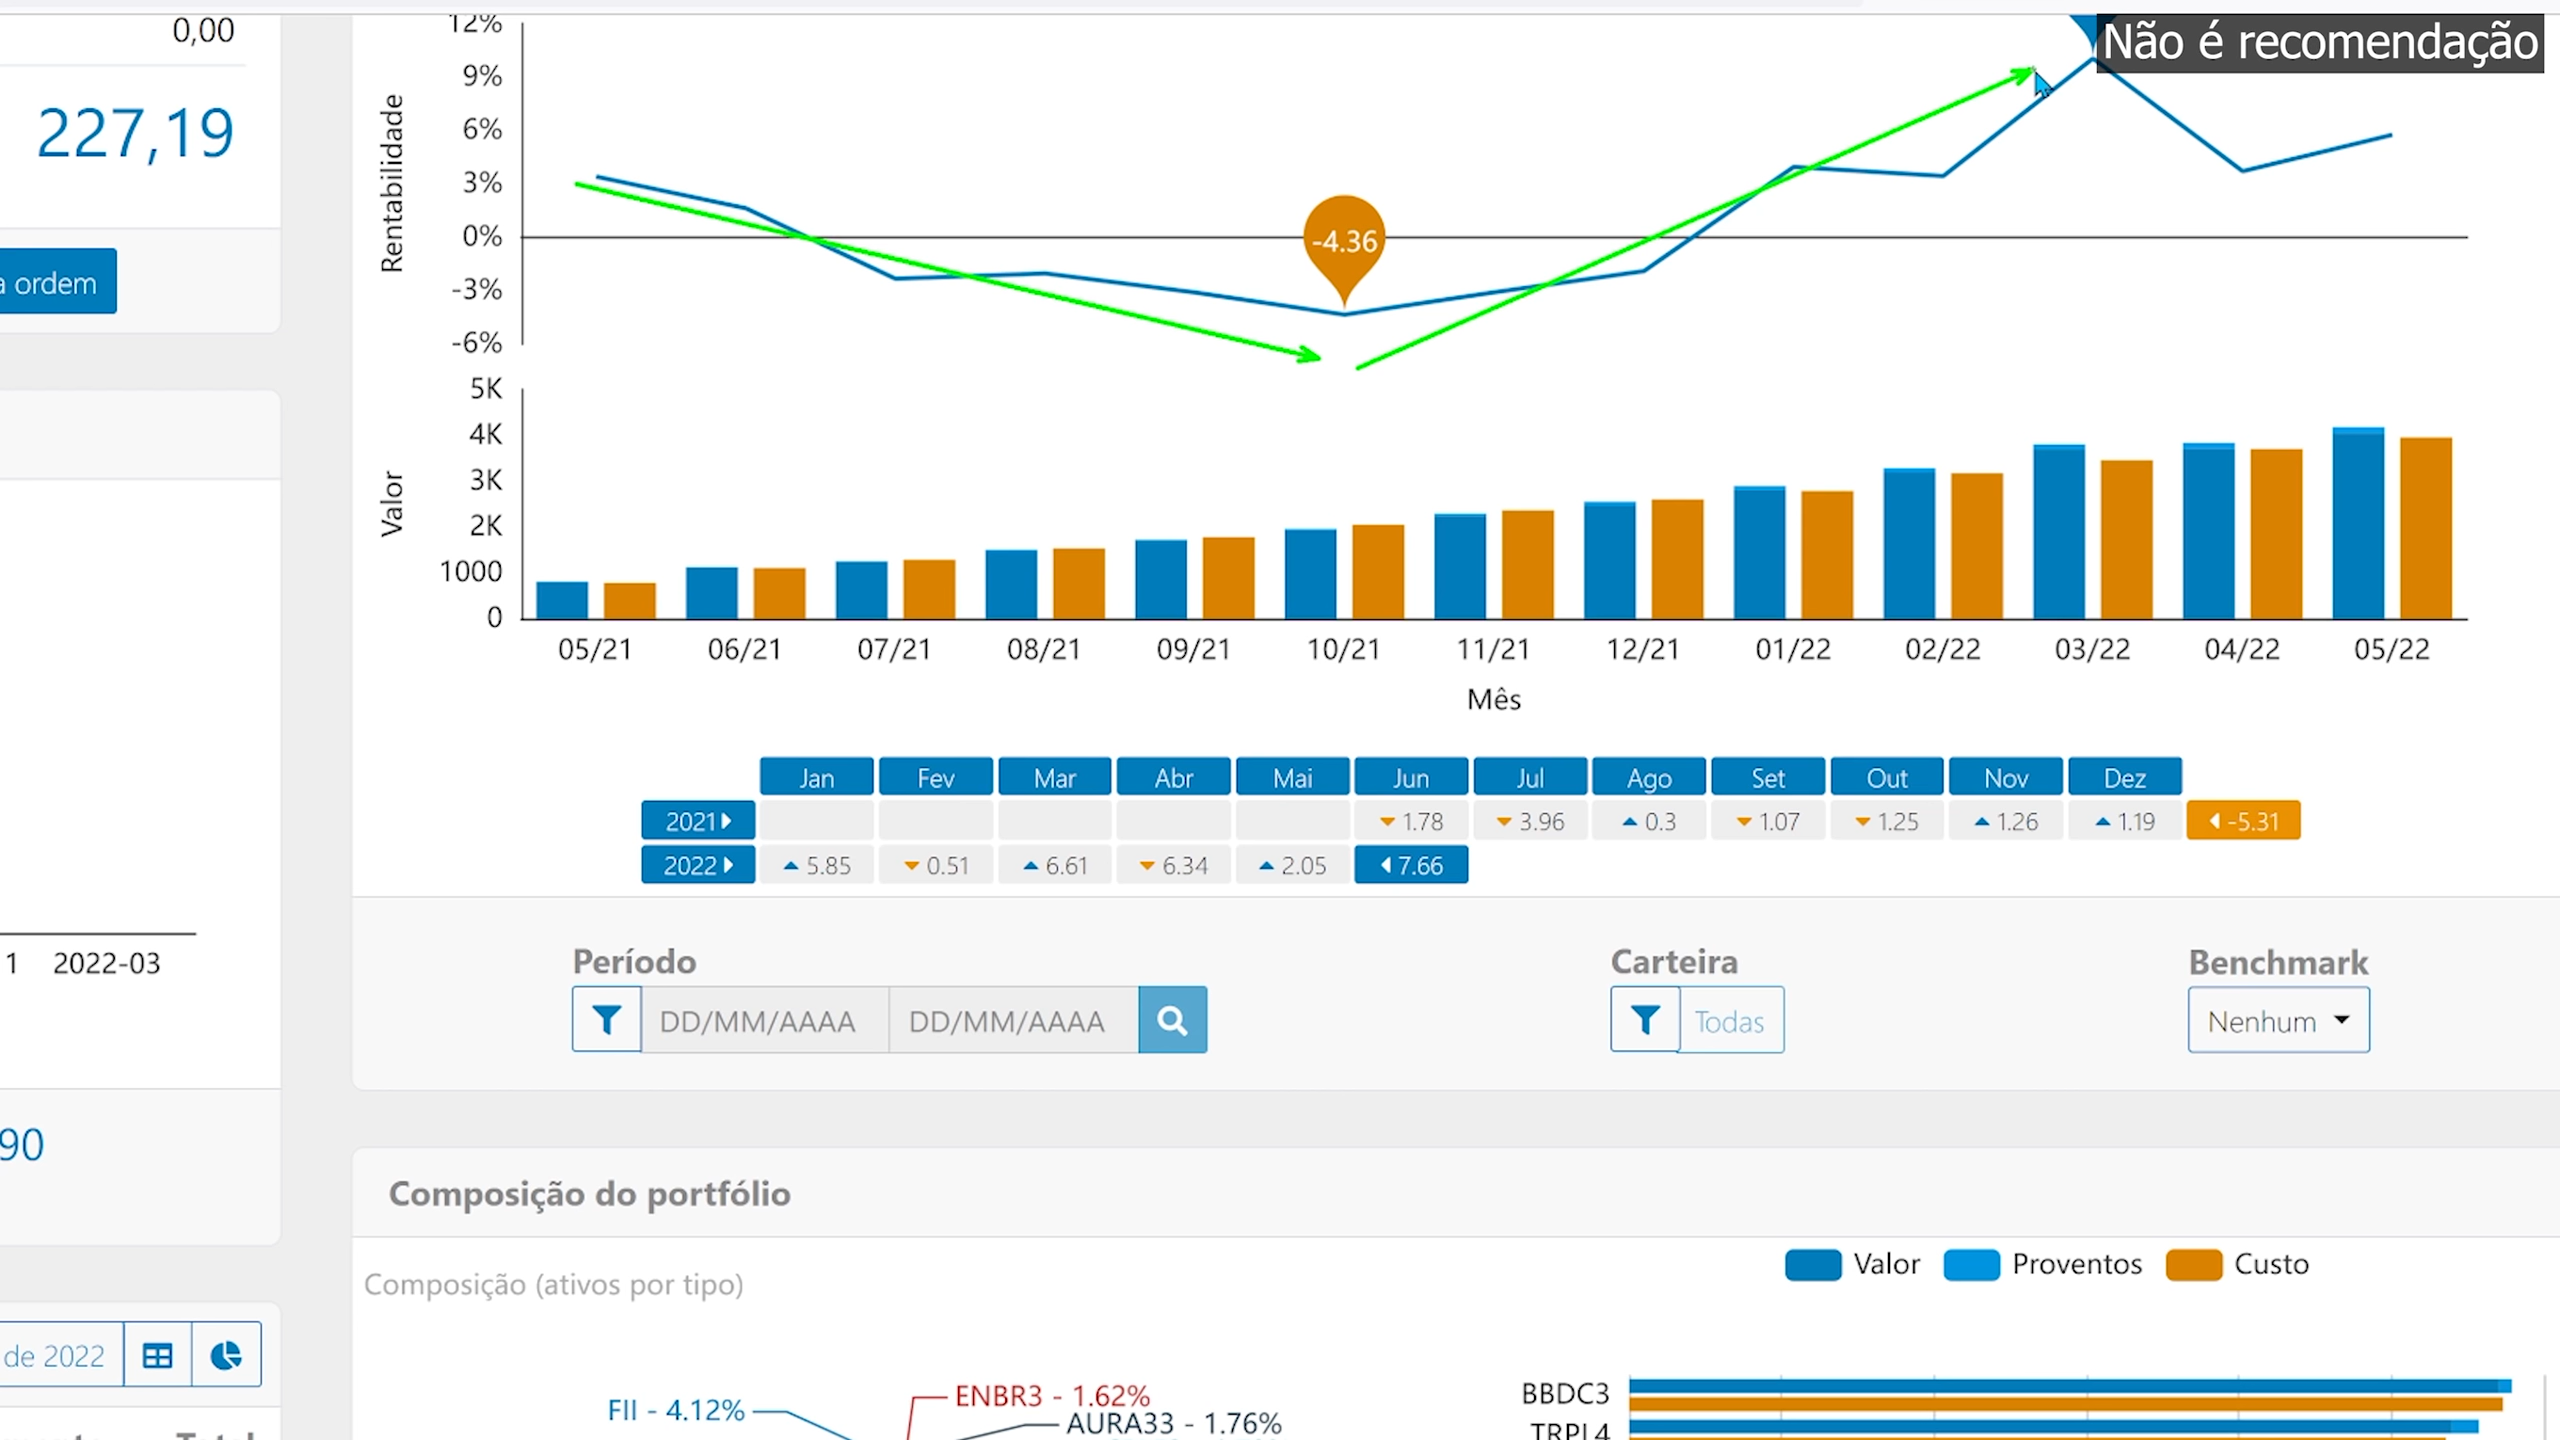 0,00
227,19
a ordem
1 2022-03
90
de 2022
Total
Não é recomendação
12%
9%
6%
3%
0%
-3%
-6%
Rentabilidade
-4.36
5K
4K
3K
2K
1000
0
Valor
05/21 06/21 07/21 08/21 09/21 10/21 11/21 12/21 01/22 02/22 03/22 04/22 05/22
Mês
Jan Fev Mar Abr Mai Jun Jul Ago Set Out Nov Dez
2021 1.78 3.96 0.3 1.07 1.25 1.26 1.19 -5.31
2022 5.85 0.51 6.61 6.34 2.05 7.66
Período Carteira Benchmark
DD/MM/AAAA DD/MM/AAAA Todas Nenhum
Composição do portfólio
Valor Proventos Custo
Composição (ativos por tipo)
FII - 4.12%
ENBR3 - 1.62%
AURA33 - 1.76%
BBDC3
TRPL4